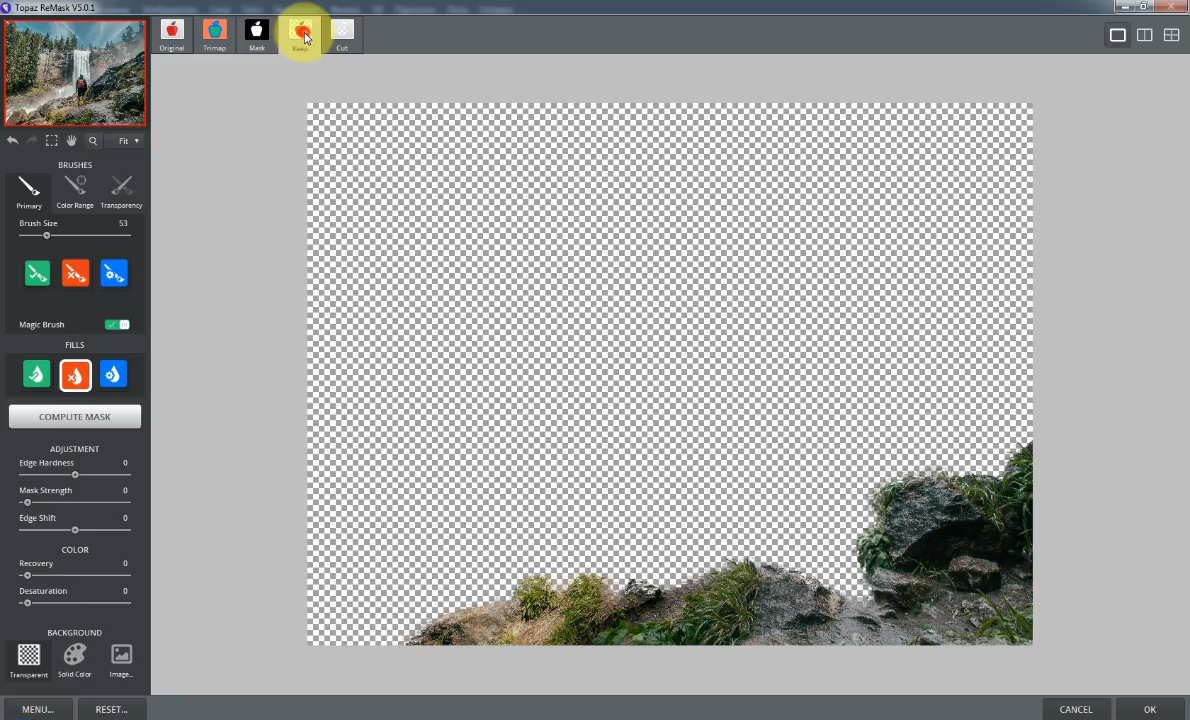 Topaz ReMask V5.0.1
Original
Trimap
Mask
Keep
Cut
Fit
BRUSHES
Primary
Color Range
Transparency
Brush Size 53
Magic Brush
FILLS
COMPUTE MASK
ADJUSTMENT
Edge Hardness 0
Mask Strength 0
Edge Shift 0
COLOR
Recovery 0
Desaturation 0
BACKGROUND
Transparent
Solid Color
Image...
MENU...
RESET...
CANCEL
OK